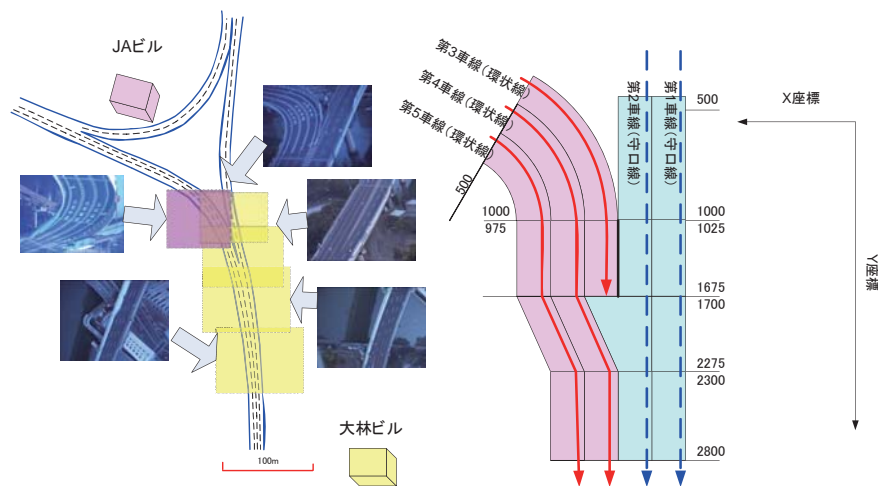 JAビル
大林ビル
100m
第3車線(環状線)
第4車線(環状線)
第5車線(環状線)
第2車線(守口線)
第1車線(守口線)
X座標
Y座標
500
500
1000
975
1000
1025
1675
1700
2275
2300
2800